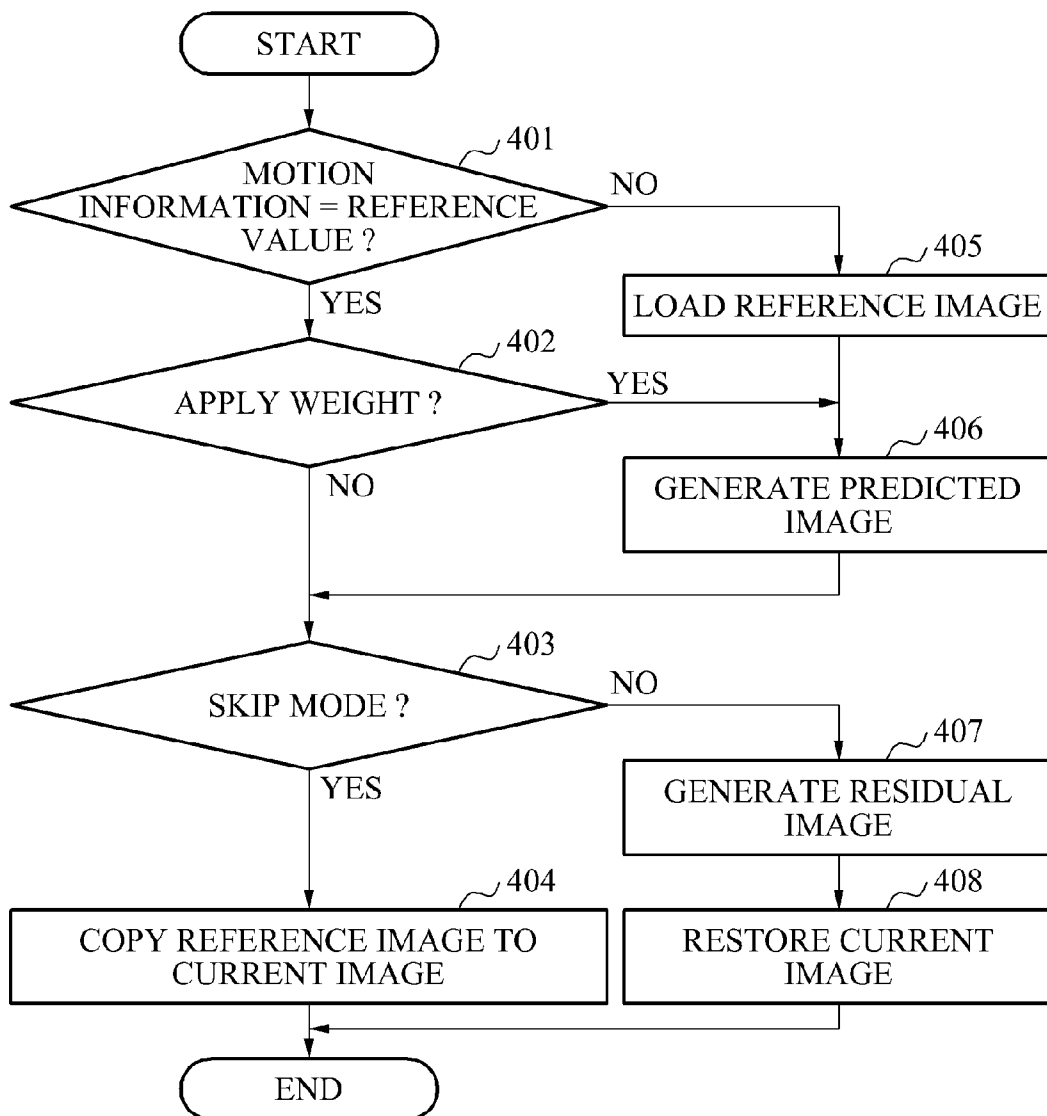 START
401
MOTION
INFORMATION = REFERENCE
VALUE ?
NO
YES
405
LOAD REFERENCE IMAGE
402
APPLY WEIGHT ?
YES
NO
406
GENERATE PREDICTED
IMAGE
403
SKIP MODE ?
NO
YES
407
GENERATE RESIDUAL
IMAGE
404
COPY REFERENCE IMAGE TO
CURRENT IMAGE
408
RESTORE CURRENT
IMAGE
END